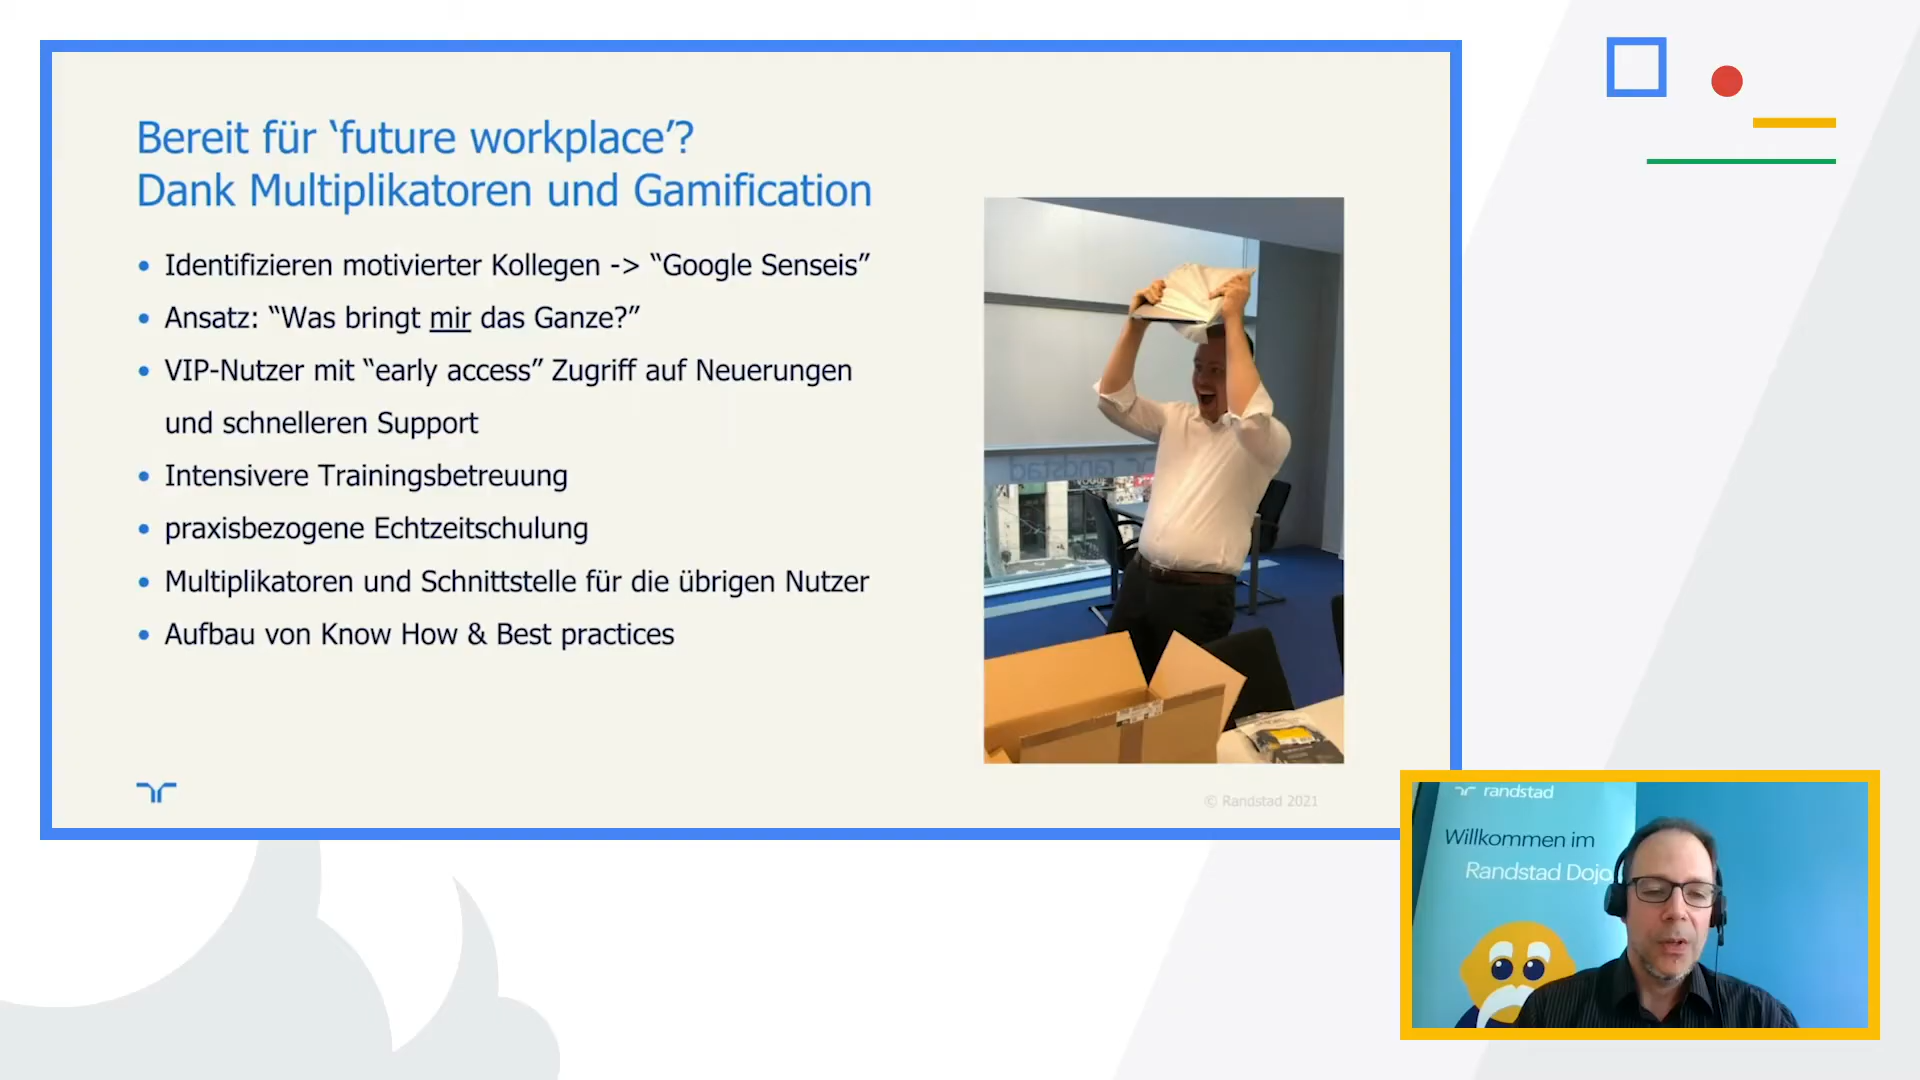 Bereit für ‘future workplace’?
Dank Multiplikatoren und Gamification
• Identifizieren motivierter Kollegen -> “Google Senseis”
• Ansatz: “Was bringt mir das Ganze?”
• VIP-Nutzer mit “early access” Zugriff auf Neuerungen
und schnelleren Support
• Intensivere Trainingsbetreuung
• praxisbezogene Echtzeitschulung
• Multiplikatoren und Schnittstelle für die übrigen Nutzer
• Aufbau von Know How & Best practices
randstad
© Randstad 2021
randstad
Willkommen im
Randstad Dojo